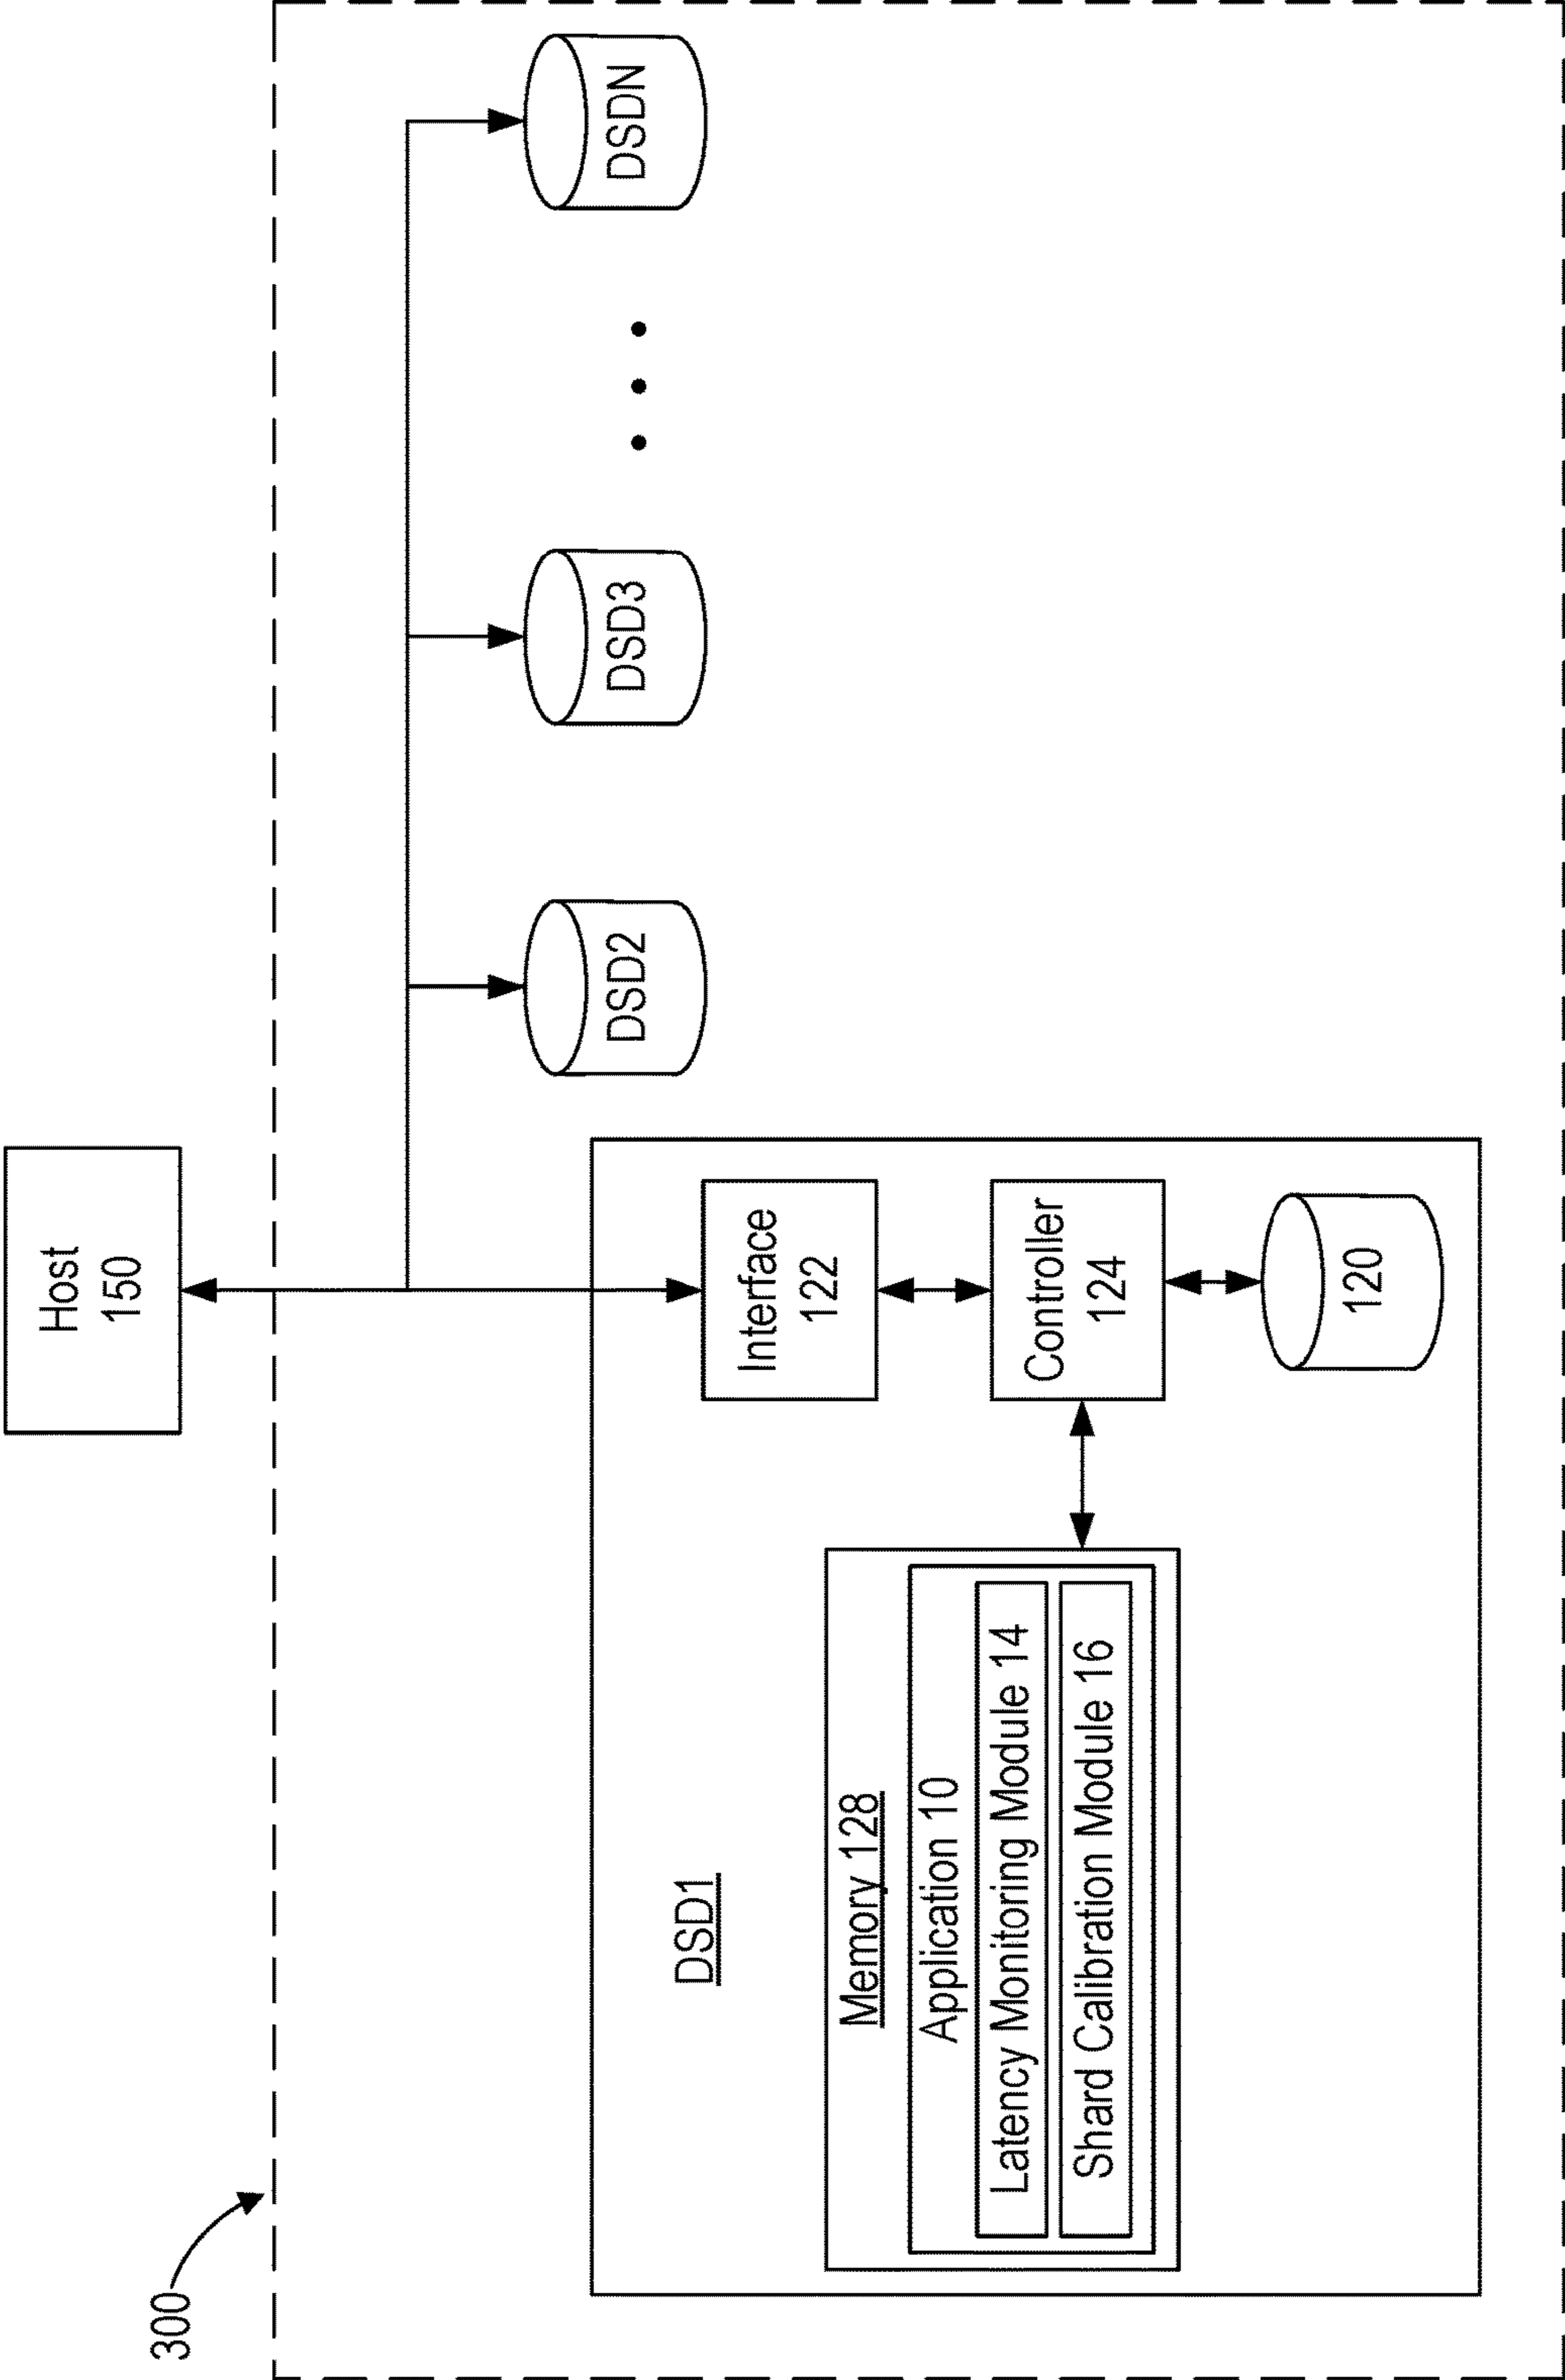 300
Host
150
DSD1
Memory 128
Application 10
Latency Monitoring Module 14
Shard Calibration Module 16
Interface
122
Controller
124
120
DSD2
DSD3
DSDN